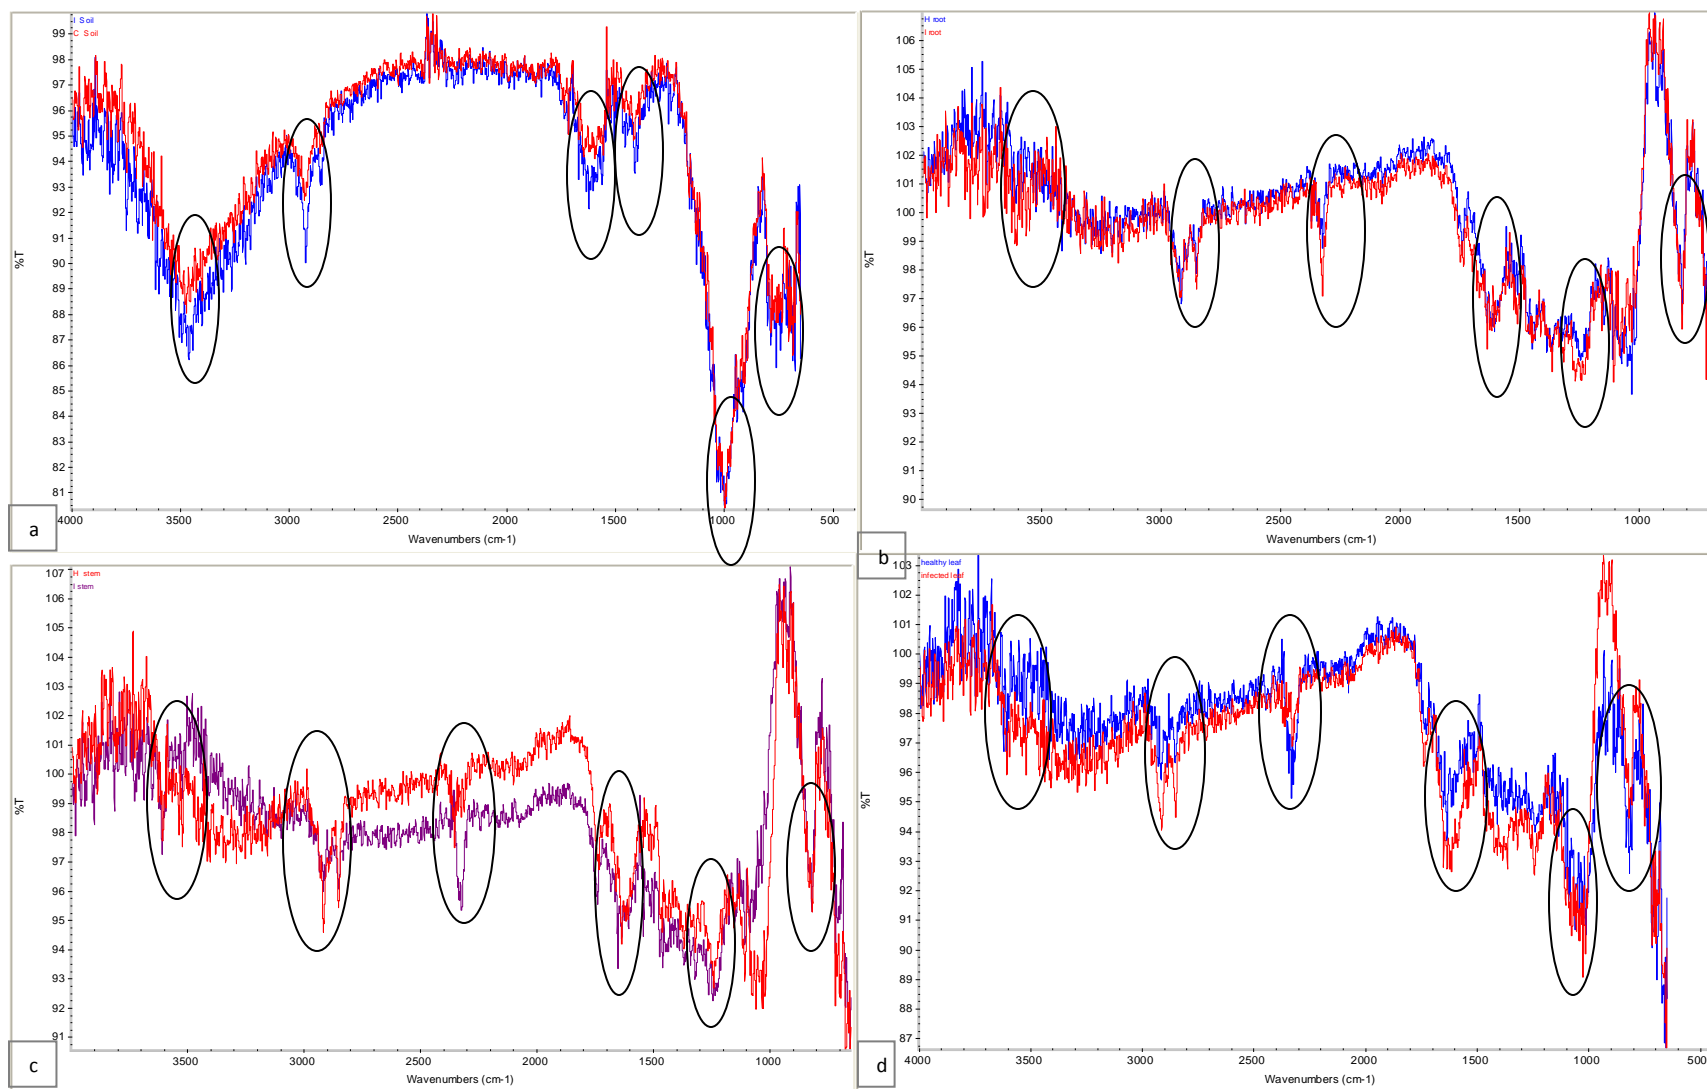 I Soil
C Soil
99
98
97
96
95
94
93
92
91
90
89
88
87
86
85
84
83
82
81
%T
4000 3500 3000 2500 2000 1500 1000 500
Wavenumbers (cm-1)
a
H root
I root
106
105
104
103
102
101
100
99
98
97
96
95
94
93
92
91
90
%T
3500 3000 2500 2000 1500 1000
Wavenumbers (cm-1)
b
H stem
I stem
107
106
105
104
103
102
101
100
99
98
97
96
95
94
93
92
91
%T
3500 3000 2500 2000 1500 1000
Wavenumbers (cm-1)
c
healthy leaf
infected leaf
103
102
101
100
99
98
97
96
95
94
93
92
91
90
89
88
87
%T
4000 3500 3000 2500 2000 1500 1000 500
Wavenumbers (cm-1)
d